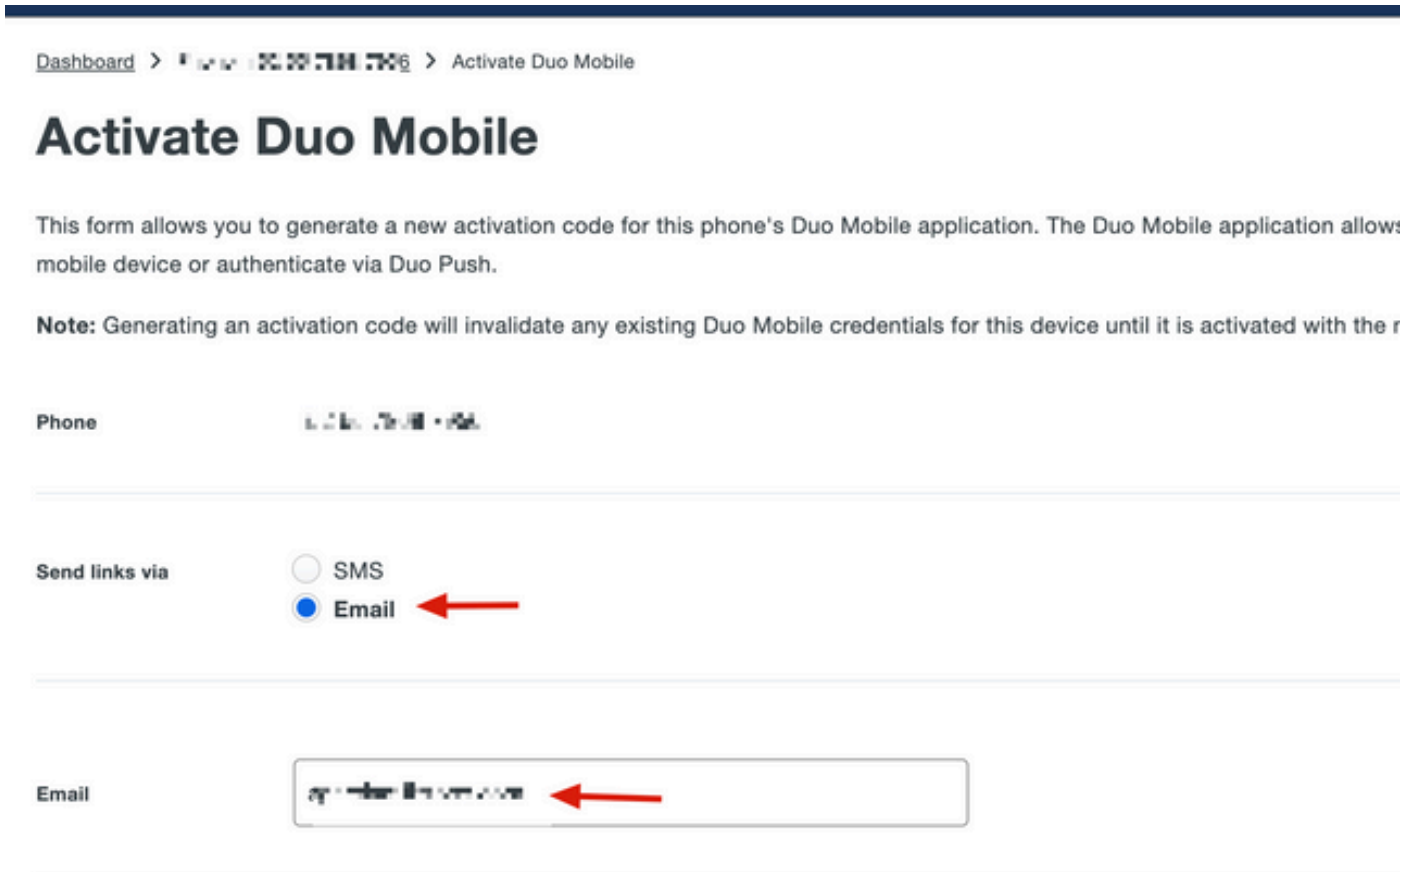 Dashboard > 6 > Activate Duo Mobile
Activate Duo Mobile
This form allows you to generate a new activation code for this phone's Duo Mobile application. The Duo Mobile application allows
mobile device or authenticate via Duo Push.
Note: Generating an activation code will invalidate any existing Duo Mobile credentials for this device until it is activated with the
Phone
Send links via
SMS
Email
Email